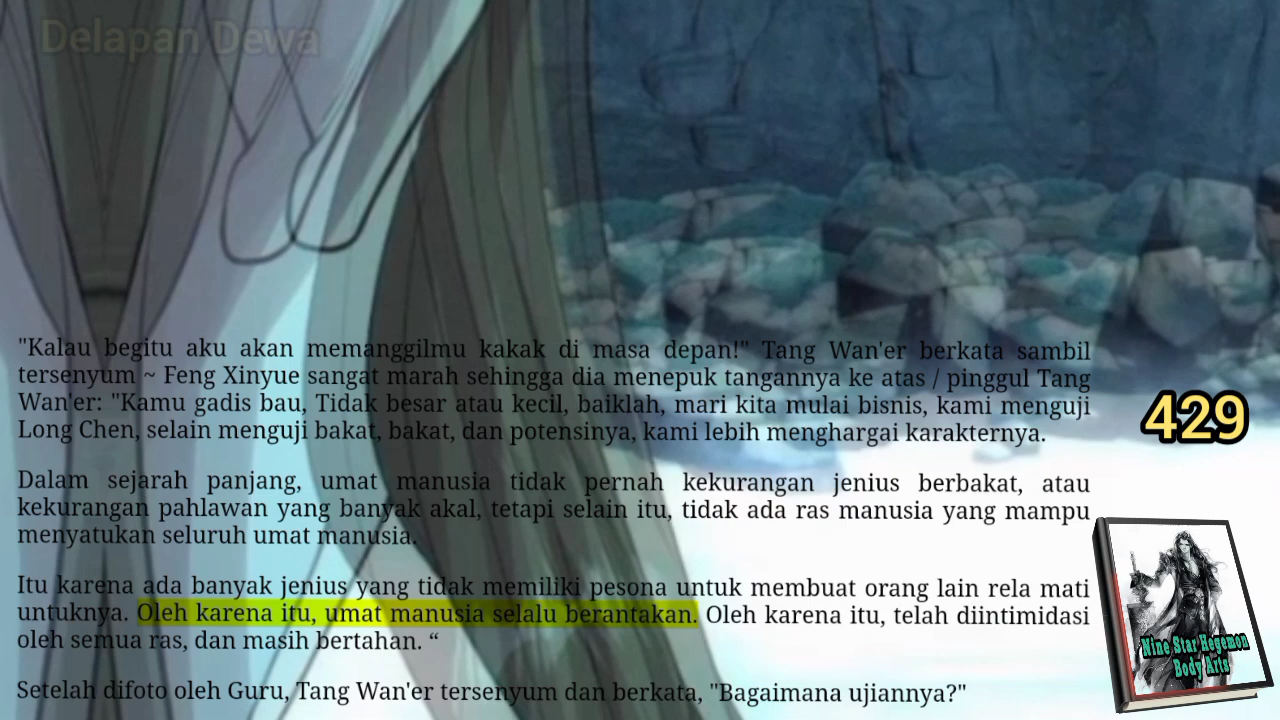 Delapan Dewa
"Kalau begitu aku akan memanggilmu kakak di masa depan!" Tang Wan'er berkata sambil
tersenyum ~ Feng Xinyue sangat marah sehingga dia menepuk tangannya ke atas / pinggul Tang
Wan'er: "Kamu gadis bau, Tidak besar atau kecil, baiklah, mari kita mulai bisnis, kami menguji
Long Chen, selain menguji bakat, bakat, dan potensinya, kami lebih menghargai karakternya.
Dalam sejarah panjang, umat manusia tidak pernah kekurangan jenius berbakat, atau
kekurangan pahlawan yang banyak akal, tetapi selain itu, tidak ada ras manusia yang mampu
menyatukan seluruh umat manusia.
Itu karena ada banyak jenius yang tidak memiliki pesona untuk membuat orang lain rela mati
untuknya. Oleh karena itu, umat manusia selalu berantakan. Oleh karena itu, telah diintimidasi
oleh semua ras, dan masih bertahan. “
Setelah difoto oleh Guru, Tang Wan'er tersenyum dan berkata, "Bagaimana ujiannya?"
429
Nine Star Hegemon
Body Arts